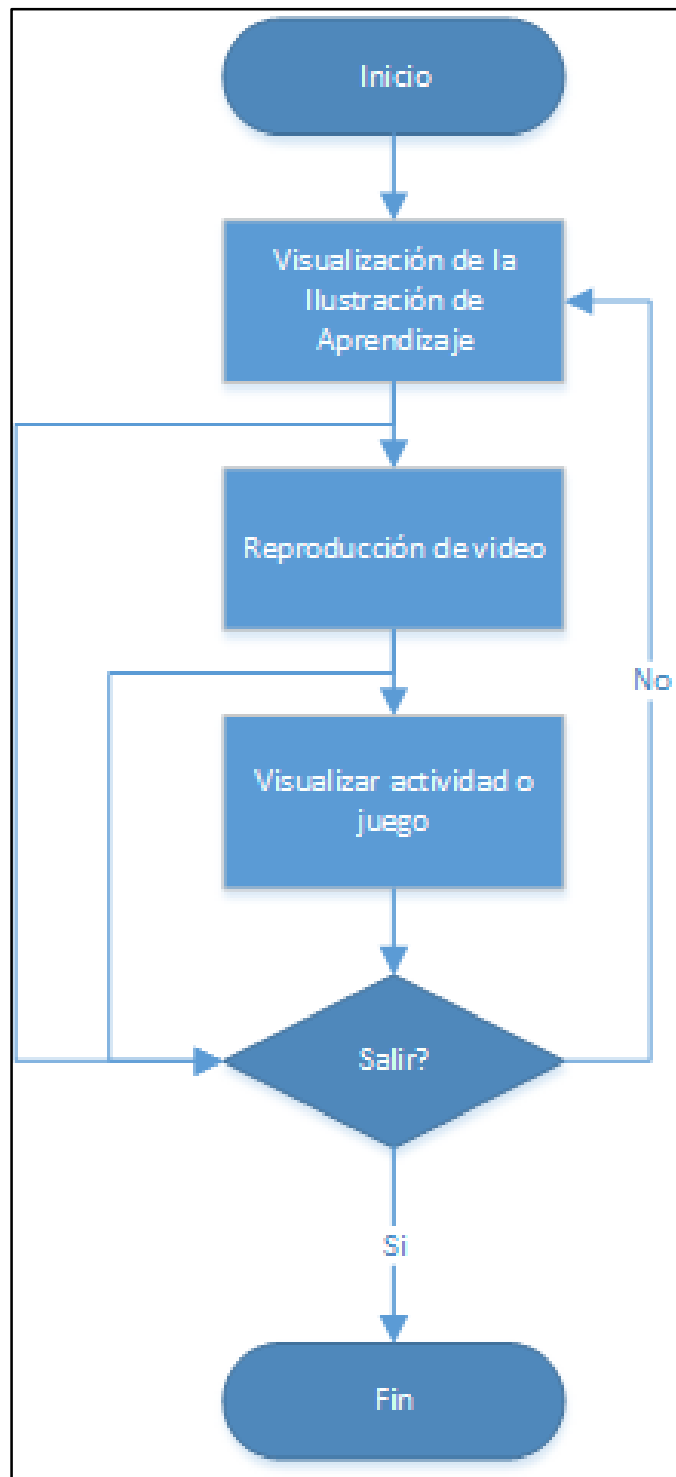 Inicio
Visualización de la
Ilustración de
Aprendizaje
Reproducción de video
No
Visualizar actividad o
juego
Salir?
Si
Fin